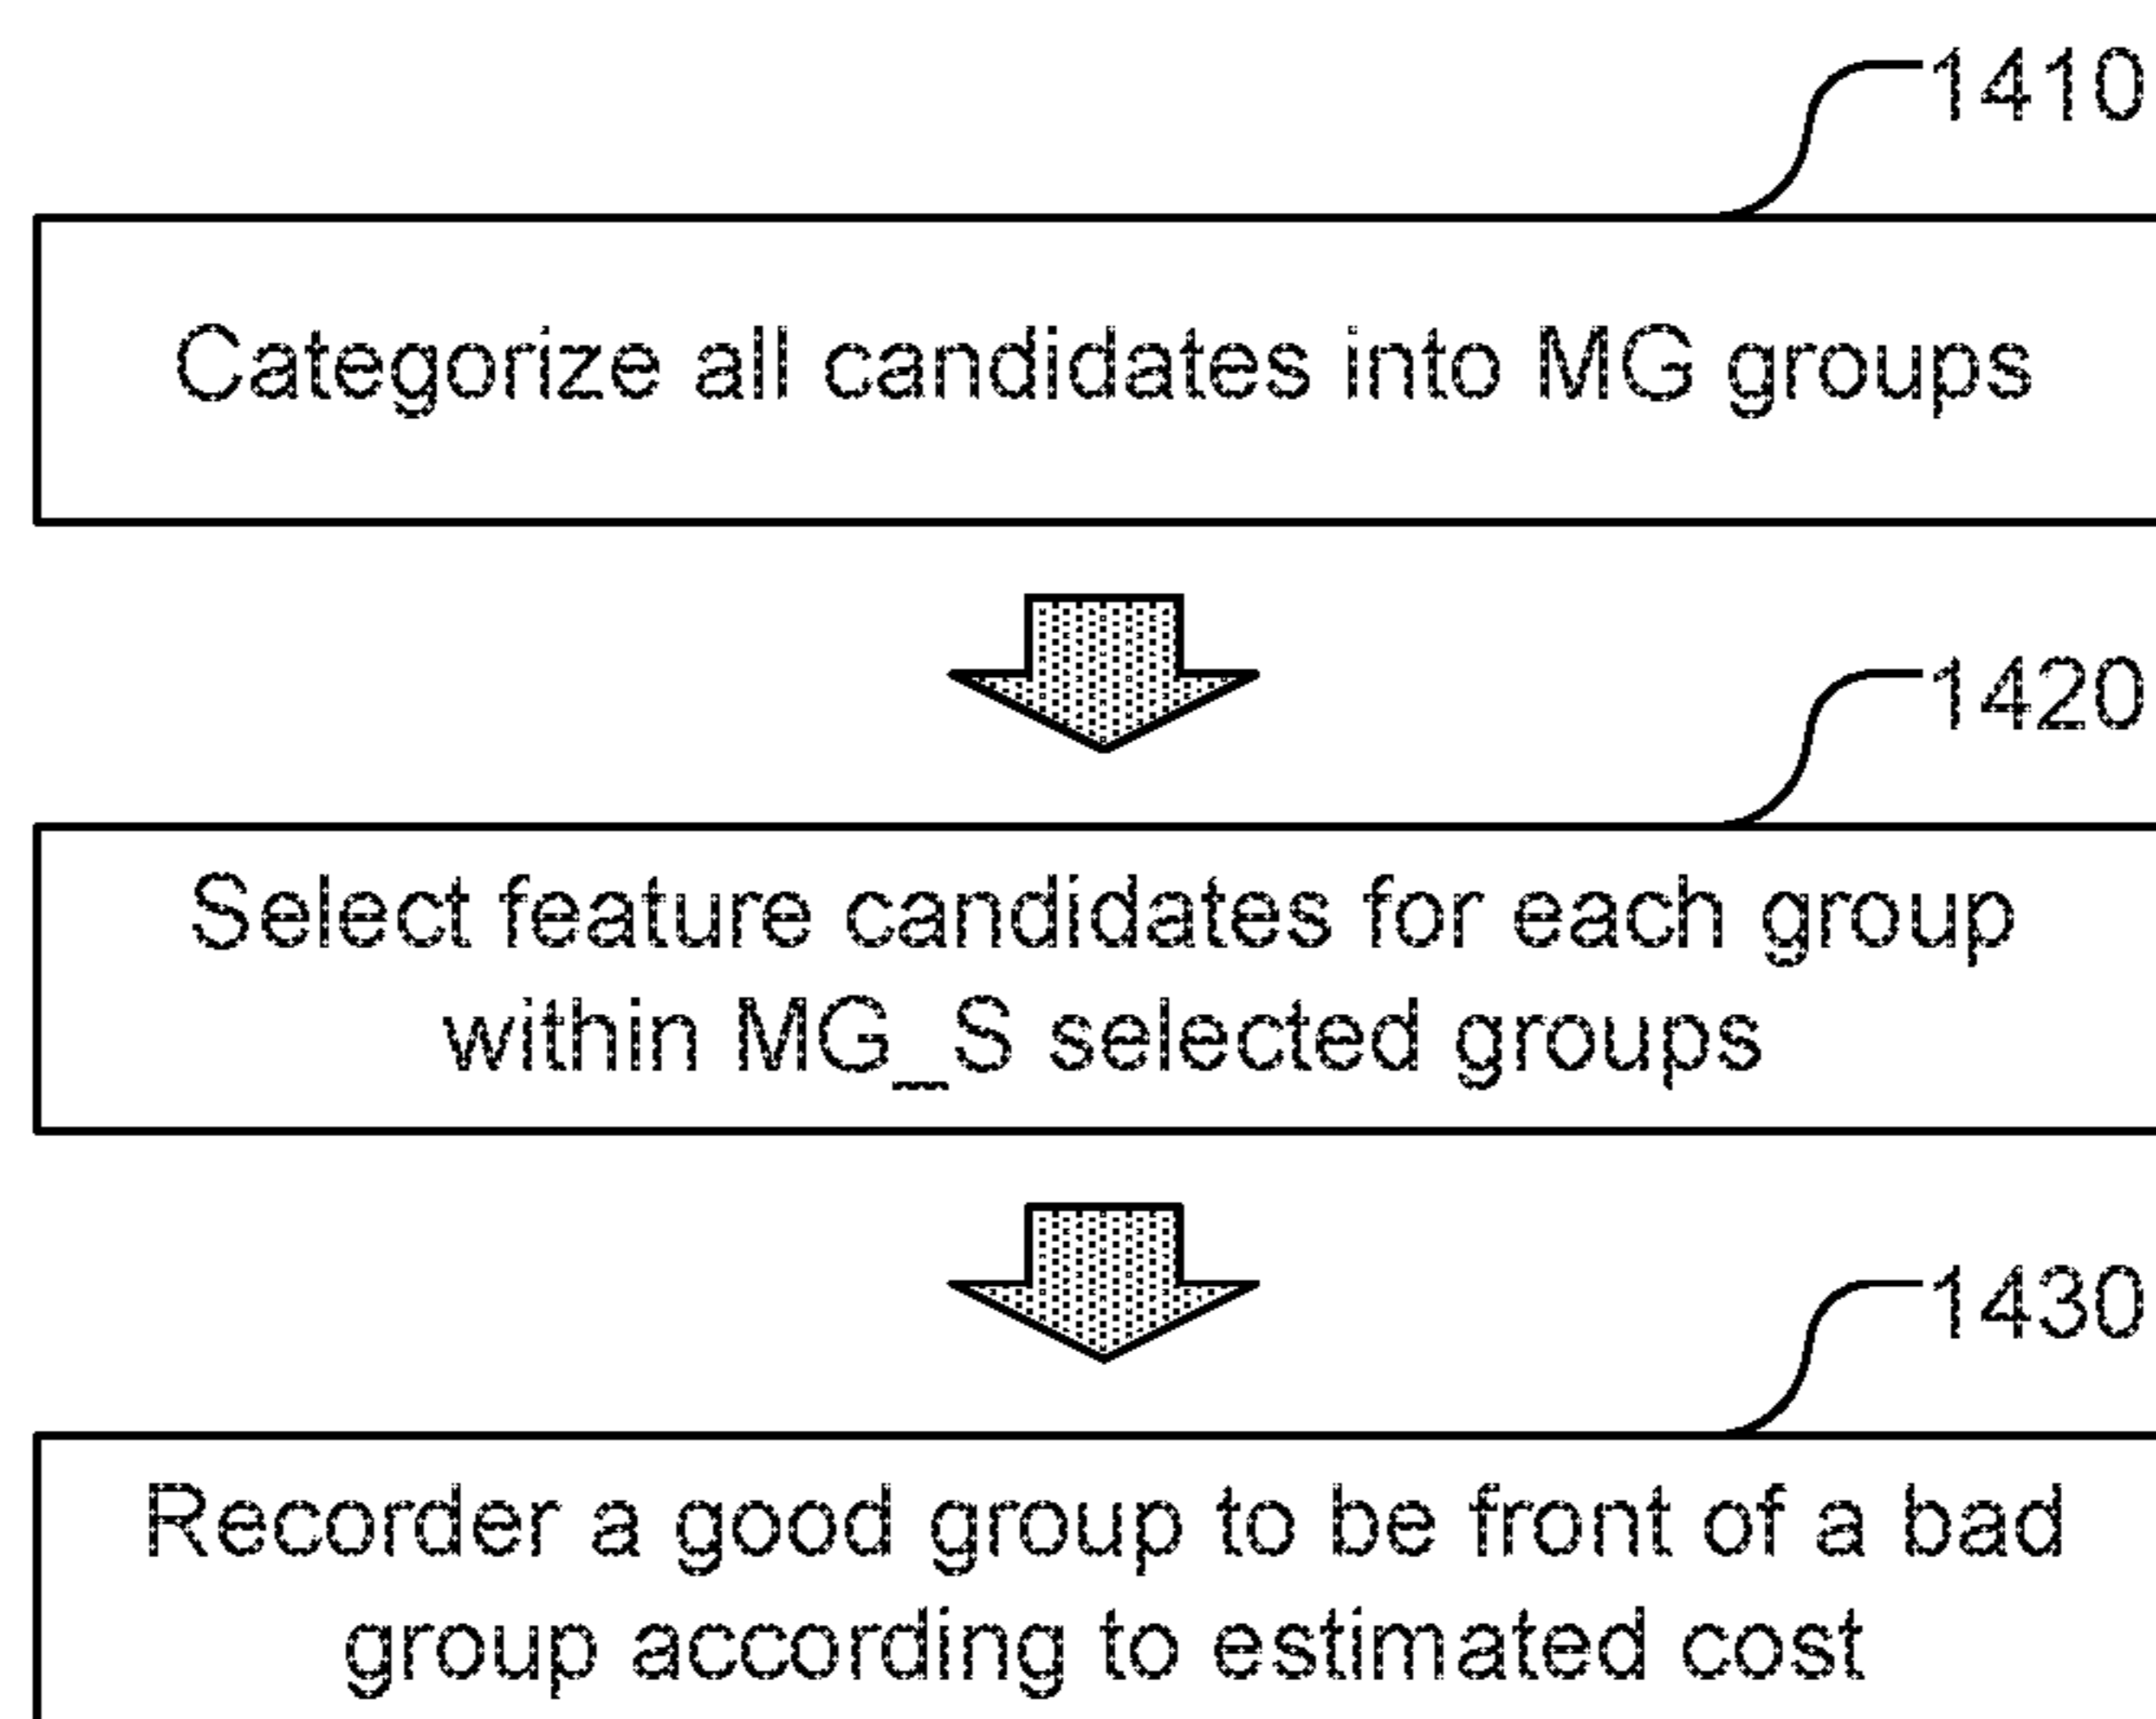 1410
Categorize all candidates into MG groups
1420
Select feature candidates for each group
within MG_S selected groups
1430
Recorder a good group to be front of a bad
group according to estimated cost